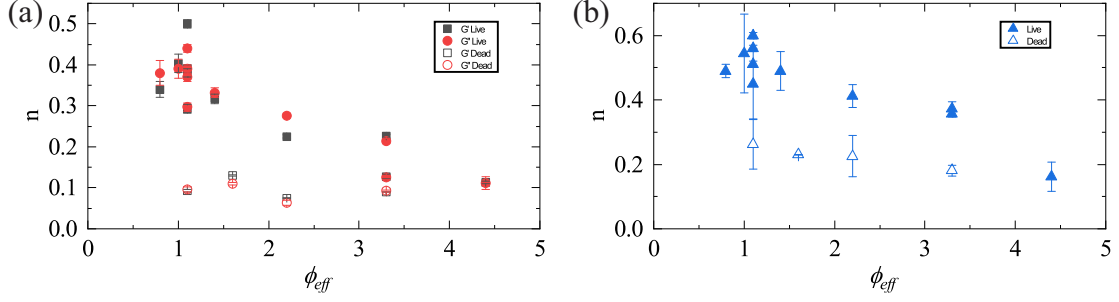 (a)
0.5
0.4
0.3
0.2
0.1
0.0
n
0 1 2 3 4 5
ϕeff
G' Live
G'' Live
G' Dead
G'' Dead
(b)
0.6
0.4
0.2
0.0
n
0 1 2 3 4 5
ϕeff
Live
Dead